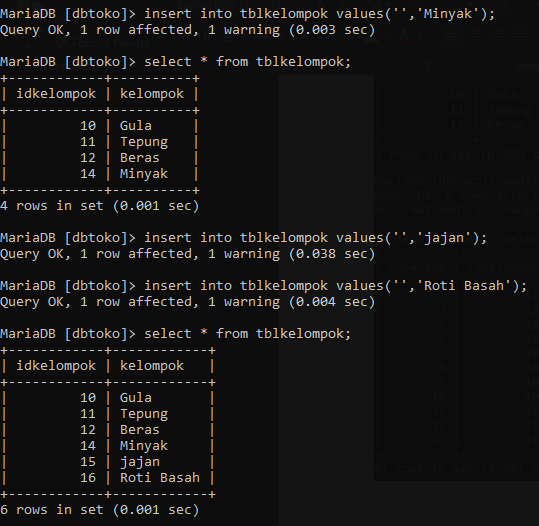 MariaDB [dbtoko]> insert into tblkelompok values('','Minyak');
Query OK, 1 row affected, 1 warning (0.003 sec)
MariaDB [dbtoko]> select * from tblkelompok;
+------------+----------+
| idkelompok | kelompok |
+------------+----------+
|         10 | Gula     |
|         11 | Tepung   |
|         12 | Beras    |
|         14 | Minyak   |
+------------+----------+
4 rows in set (0.001 sec)
MariaDB [dbtoko]> insert into tblkelompok values('','jajan');
Query OK, 1 row affected, 1 warning (0.038 sec)
MariaDB [dbtoko]> insert into tblkelompok values('','Roti Basah');
Query OK, 1 row affected, 1 warning (0.004 sec)
MariaDB [dbtoko]> select * from tblkelompok;
+------------+------------+
| idkelompok | kelompok   |
+------------+------------+
|         10 | Gula       |
|         11 | Tepung     |
|         12 | Beras      |
|         14 | Minyak     |
|         15 | jajan      |
|         16 | Roti Basah |
+------------+------------+
6 rows in set (0.001 sec)